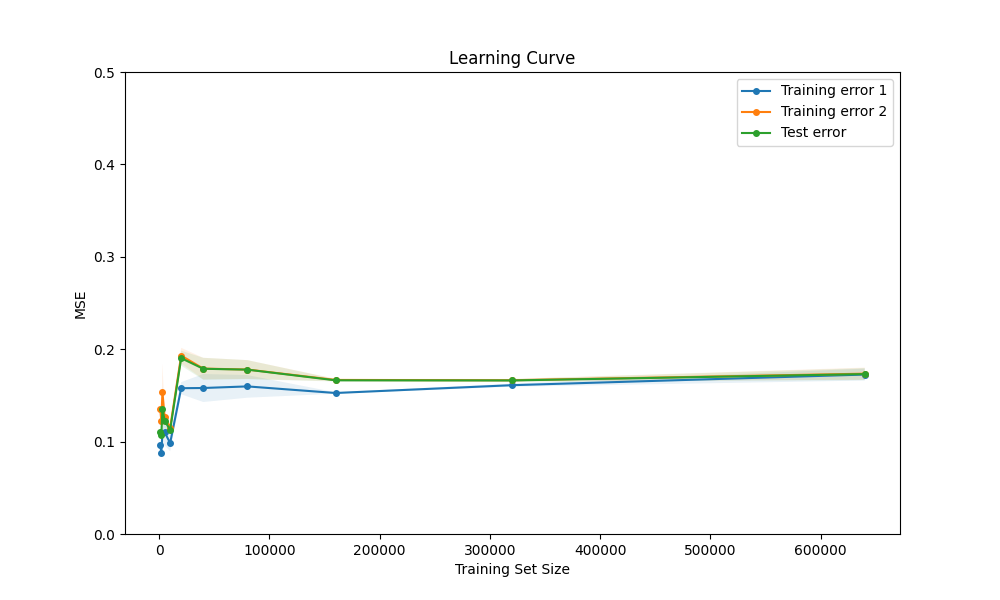 Learning Curve
0.5
Training error 1
Training error 2
Test error
0.4
0.3
MSE
0.2
0.1
0.0
0 100000 200000 300000 400000 500000 600000
Training Set Size